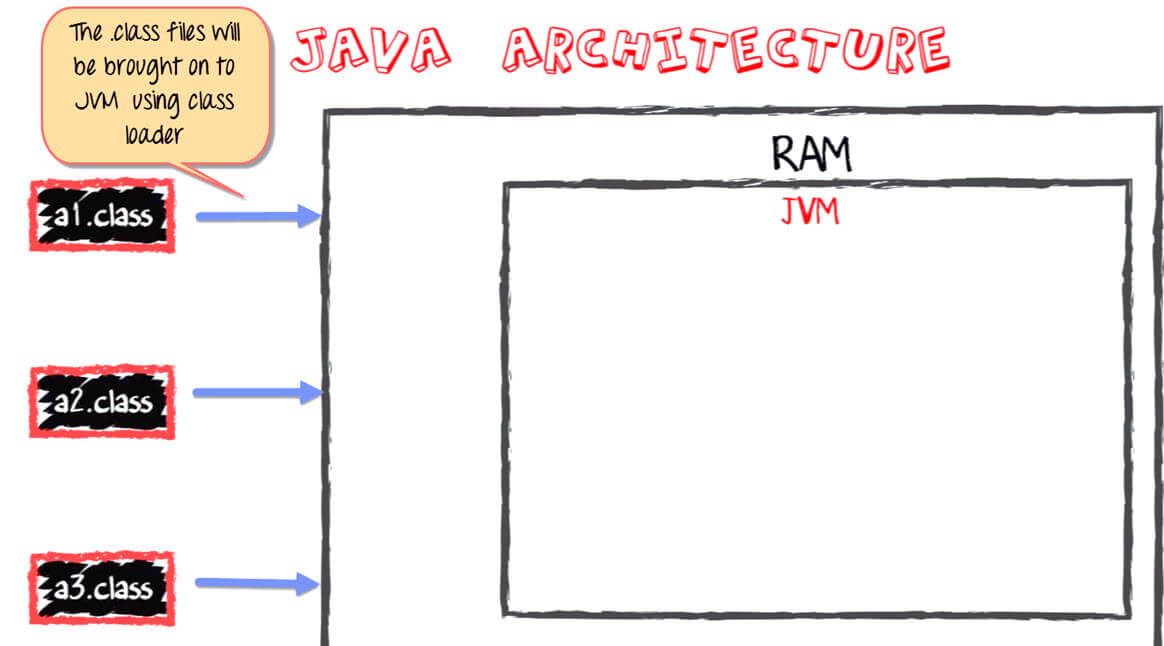 The .class files will
be brought on to
JVM using class
loader
JAVA ARCHITECTURE
RAM
JVM
a1.class
a2.class
a3.class